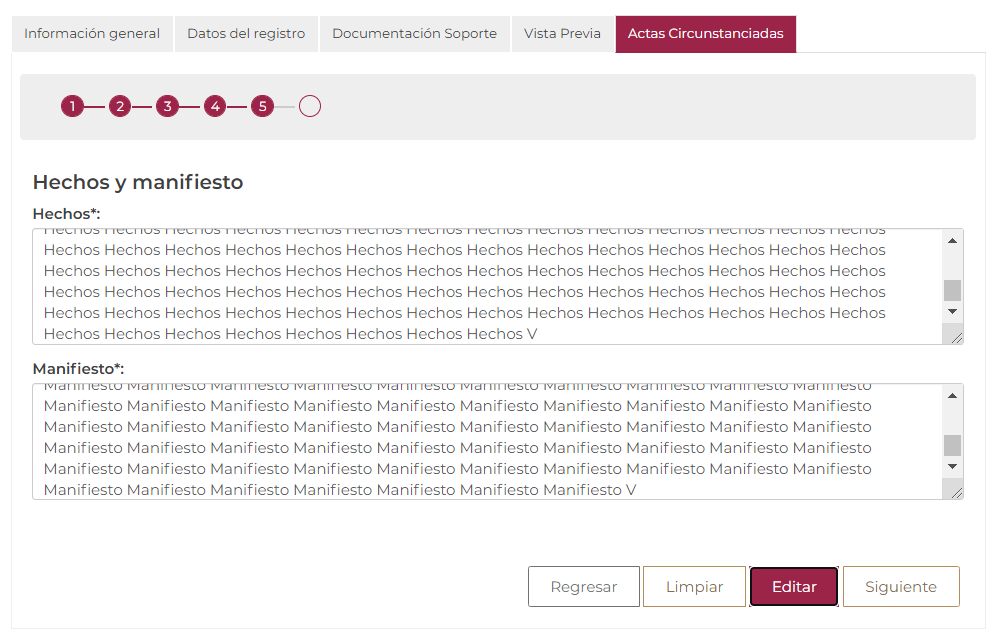 Información general Datos del registro Documentación Soporte Vista Previa Actas Circunstanciadas
1 2 3 4 5
Hechos y manifiesto
Hechos*:
Hechos Hechos Hechos Hechos Hechos Hechos Hechos Hechos Hechos Hechos Hechos Hechos Hechos Hechos
Hechos Hechos Hechos Hechos Hechos Hechos Hechos Hechos Hechos Hechos Hechos Hechos Hechos Hechos
Hechos Hechos Hechos Hechos Hechos Hechos Hechos Hechos Hechos Hechos Hechos Hechos Hechos Hechos
Hechos Hechos Hechos Hechos Hechos Hechos Hechos Hechos Hechos Hechos Hechos Hechos Hechos Hechos
Hechos Hechos Hechos Hechos Hechos Hechos Hechos Hechos Hechos Hechos Hechos Hechos Hechos Hechos
Hechos Hechos Hechos Hechos Hechos Hechos Hechos Hechos V
Manifiesto*:
Manifiesto Manifiesto Manifiesto Manifiesto Manifiesto Manifiesto Manifiesto Manifiesto Manifiesto Manifiesto
Manifiesto Manifiesto Manifiesto Manifiesto Manifiesto Manifiesto Manifiesto Manifiesto Manifiesto Manifiesto
Manifiesto Manifiesto Manifiesto Manifiesto Manifiesto Manifiesto Manifiesto Manifiesto Manifiesto Manifiesto
Manifiesto Manifiesto Manifiesto Manifiesto Manifiesto Manifiesto Manifiesto Manifiesto Manifiesto Manifiesto
Manifiesto Manifiesto Manifiesto Manifiesto Manifiesto Manifiesto Manifiesto Manifiesto Manifiesto Manifiesto
Manifiesto Manifiesto Manifiesto Manifiesto Manifiesto Manifiesto Manifiesto V
Regresar Limpiar Editar Siguiente